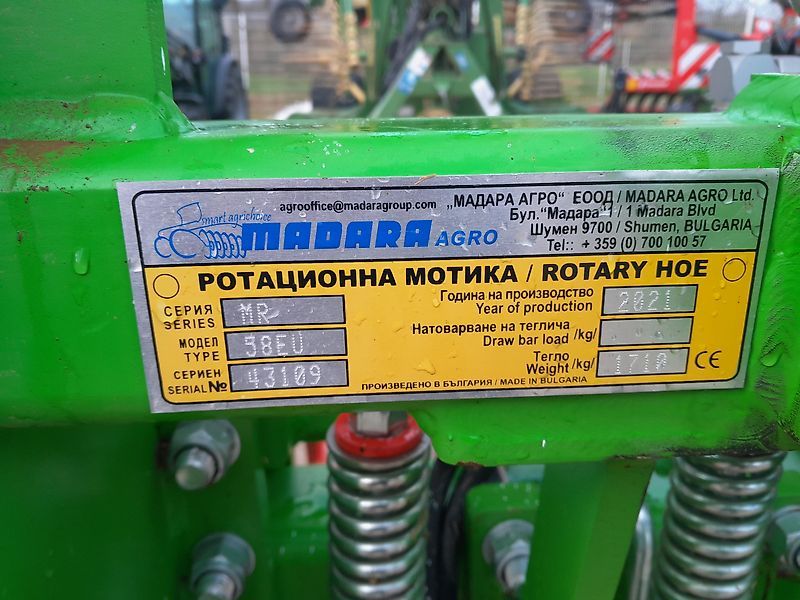 agrooffice@madaragroup.com „МАДАРА АГРО“ ЕООД / MADARA AGRO Ltd.
Бул."Мадара" 1 / 1 Madara Blvd
Шумен 9700 / Shumen, BULGARIA
Tel:: + 359 (0) 700 100 57
smart agrichoice
MADARA AGRO
РОТАЦИОННА МОТИКА / ROTARY HOE
СЕРИЯ
SERIES MR
МОДЕЛ
TYPE 58EU
СЕРИЕН
SERIAL № 43109
Година на производство
Year of production 2021
Натоварване на теглича
Draw bar load /kg/
Тегло
Weight /kg/ 1710
CE
ПРОИЗВЕДЕНО В БЪЛГАРИЯ / MADE IN BULGARIA